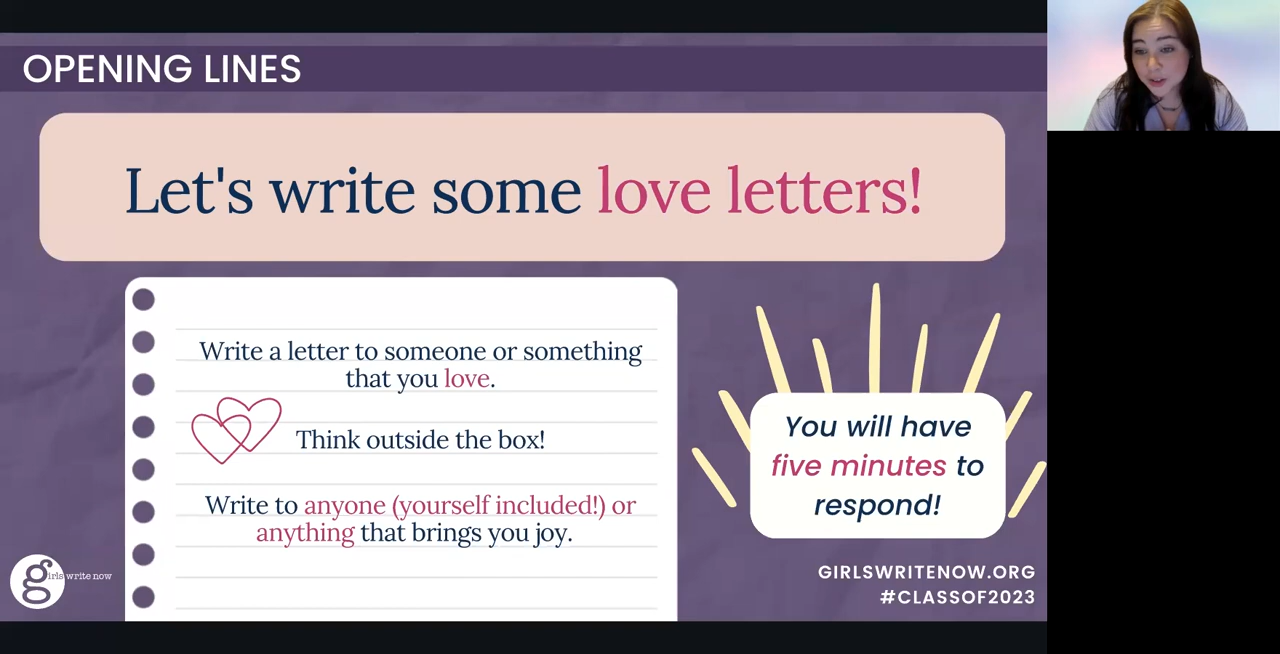 OPENING LINES
Let's write some love letters!
Write a letter to someone or something
that you love.
Think outside the box!
Write to anyone (yourself included!) or
anything that brings you joy.
You will have
five minutes to
respond!
girls write now
GIRLSWRITENOW.ORG
#CLASSOF2023